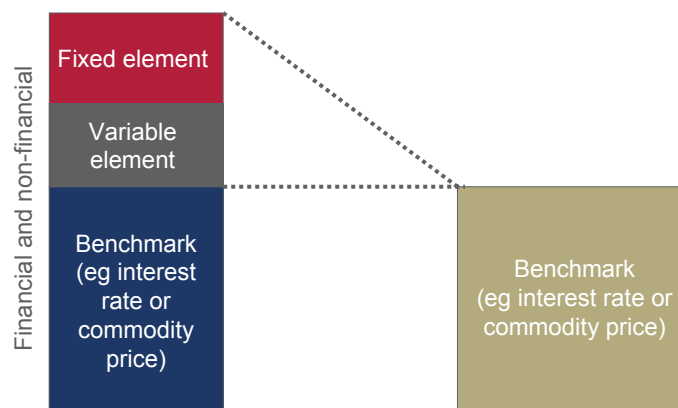 Financial and non-financial
Fixed element
Variable
element
Benchmark
(eg interest
rate or
commodity
price)
Benchmark
(eg interest rate or
commodity price)